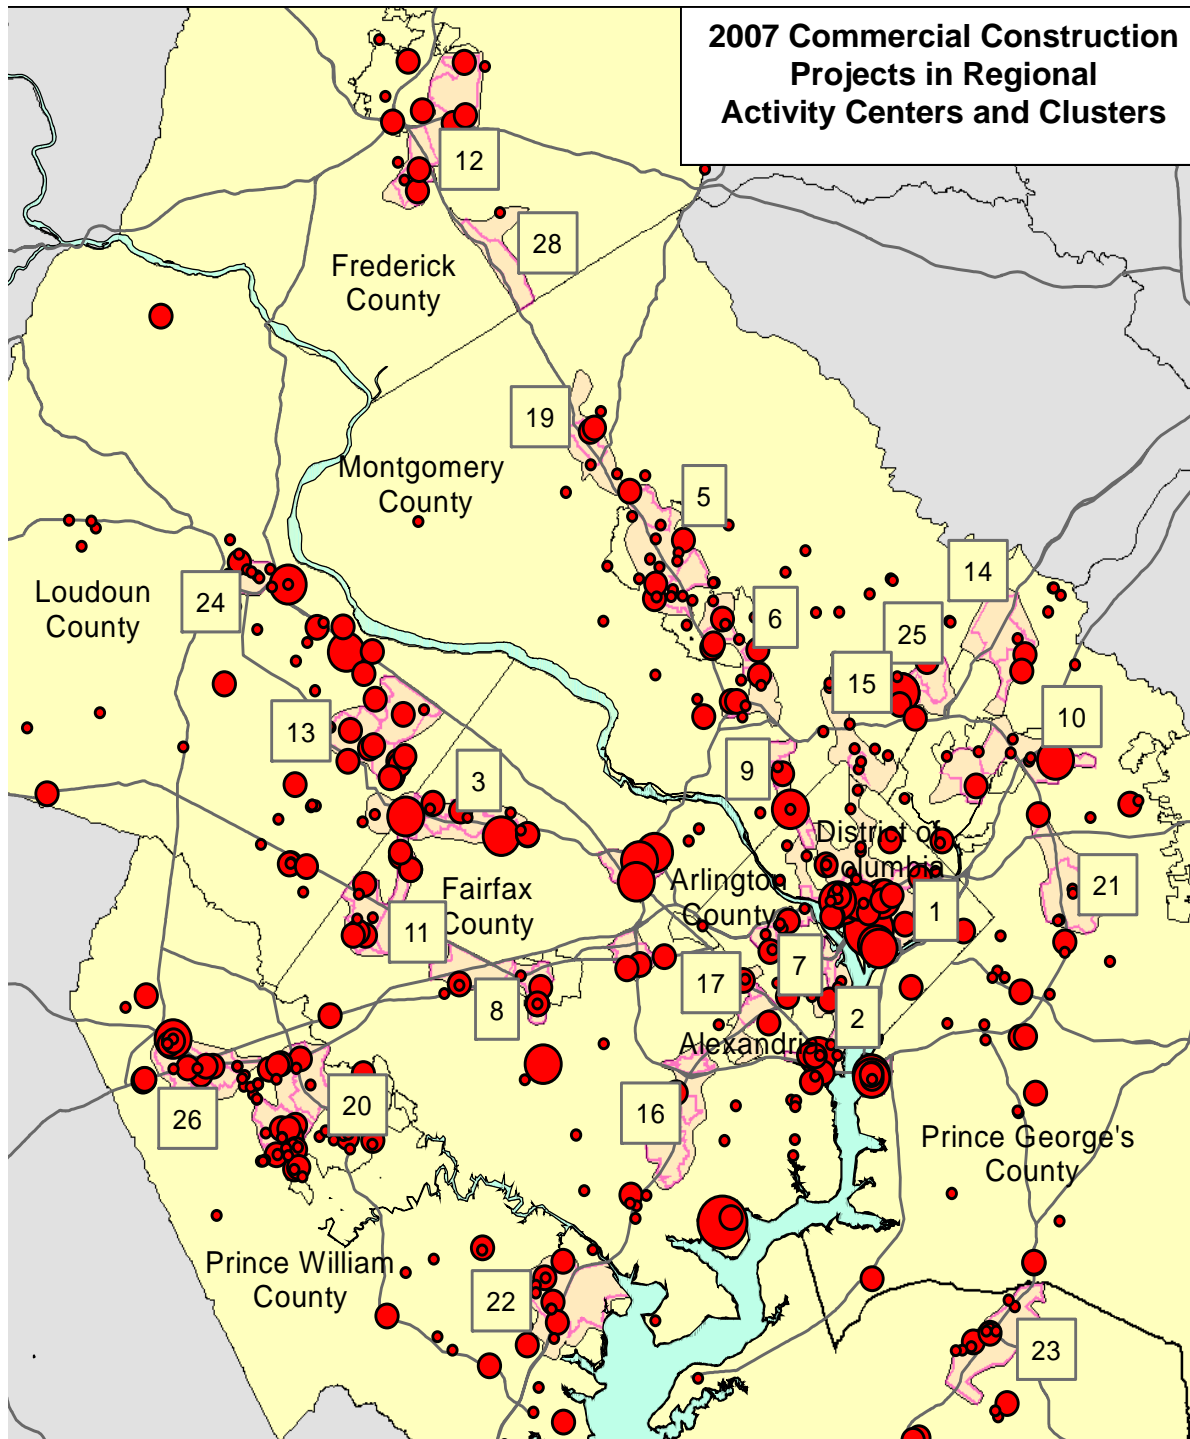 2007 Commercial Construction
Projects in Regional
Activity Centers and Clusters
12
28
Frederick
County
19
Montgomery
County
5
14
Loudoun
County
24
6
25
15
13
10
9
3
District of
Columbia
Arlington
County
21
Fairfax
County
1
11
7
17
8
2
Alexandria
20
26
16
Prince George's
County
Prince William
County
22
23